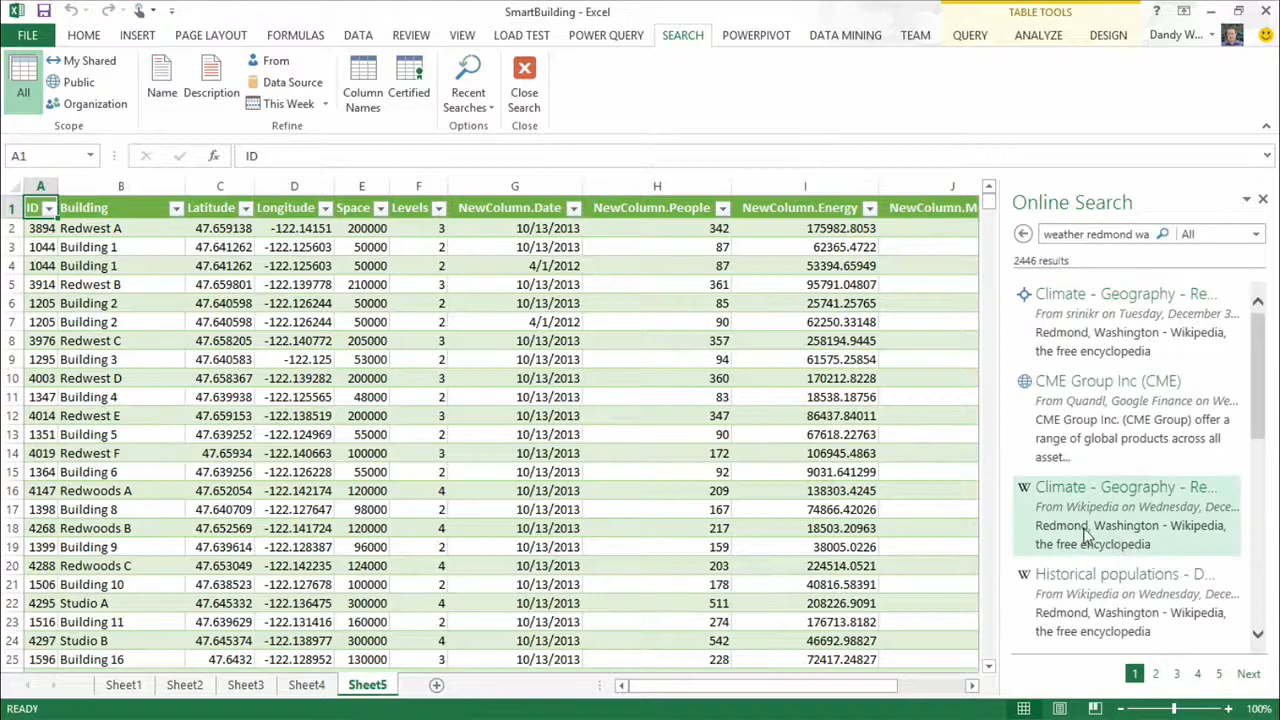 SmartBuilding - Excel
TABLE TOOLS
FILE HOME INSERT PAGE LAYOUT FORMULAS DATA REVIEW VIEW LOAD TEST POWER QUERY SEARCH POWERPIVOT DATA MINING TEAM QUERY ANALYZE DESIGN Dandy W...
All
My Shared
Public
Organization
Scope
Name
Description
From
Data Source
This Week
Refine
Column Names
Certified
Recent Searches
Options
Close Search
Close
A1 fx ID
A B C D E F G H I J
1 ID Building Latitude Longitude Space Levels NewColumn.Date NewColumn.People NewColumn.Energy NewColumn.M
2 3894 Redwest A 47.659138 -122.14151 200000 3 10/13/2013 342 175982.8053
3 1044 Building 1 47.641262 -122.125603 50000 2 10/13/2013 87 62365.4722
4 1044 Building 1 47.641262 -122.125603 50000 2 4/1/2012 87 53394.65949
5 3914 Redwest B 47.659801 -122.139778 210000 3 10/13/2013 361 95791.04807
6 1205 Building 2 47.640598 -122.126244 50000 2 10/13/2013 85 25741.25765
7 1205 Building 2 47.640598 -122.126244 50000 2 4/1/2012 90 62250.33148
8 3976 Redwest C 47.658205 -122.140772 205000 3 10/13/2013 357 258194.9445
9 1295 Building 3 47.640583 -122.125 53000 2 10/13/2013 94 61575.25854
10 4003 Redwest D 47.658367 -122.139282 200000 3 10/13/2013 360 170212.8228
11 1347 Building 4 47.639938 -122.125565 48000 2 10/13/2013 83 18538.18756
12 4014 Redwest E 47.659153 -122.138519 200000 3 10/13/2013 347 86437.84011
13 1351 Building 5 47.639252 -122.124969 55000 2 10/13/2013 90 67618.22763
14 4019 Redwest F 47.65934 -122.140663 100000 3 10/13/2013 172 106945.4863
15 1364 Building 6 47.639256 -122.126228 55000 2 10/13/2013 92 9031.641299
16 4147 Redwoods A 47.652054 -122.142174 120000 4 10/13/2013 209 138303.4245
17 1398 Building 8 47.640709 -122.127647 98000 2 10/13/2013 167 74866.42026
18 4268 Redwoods B 47.652569 -122.141724 120000 4 10/13/2013 217 18503.20963
19 1399 Building 9 47.639614 -122.128387 96000 2 10/13/2013 159 38005.0226
20 4288 Redwoods C 47.653049 -122.142235 124000 4 10/13/2013 203 224514.0521
21 1506 Building 10 47.638523 -122.127678 100000 2 10/13/2013 178 40816.58391
22 4295 Studio A 47.645332 -122.136475 300000 4 10/13/2013 511 208226.9091
23 1516 Building 11 47.639629 -122.131416 160000 2 10/13/2013 274 176713.8182
24 4297 Studio B 47.645374 -122.138977 300000 4 10/13/2013 542 46692.98827
25 1596 Building 16 47.6432 -122.128952 130000 3 10/13/2013 228 72417.24827
Online Search
weather redmond wa All
2446 results
Climate - Geography - Re...
From srinikr on Tuesday, December 3...
Redmond, Washington - Wikipedia,
the free encyclopedia
CME Group Inc (CME)
From Quandl, Google Finance on We...
CME Group Inc. (CME Group) offer a
range of global products across all
asset...
W Climate - Geography - Re...
From Wikipedia on Wednesday, Dece...
Redmond, Washington - Wikipedia,
the free encyclopedia
W Historical populations - D...
From Wikipedia on Wednesday, Dece...
Redmond, Washington - Wikipedia,
the free encyclopedia
1 2 3 4 5 Next
Sheet1 Sheet2 Sheet3 Sheet4 Sheet5
READY 100%